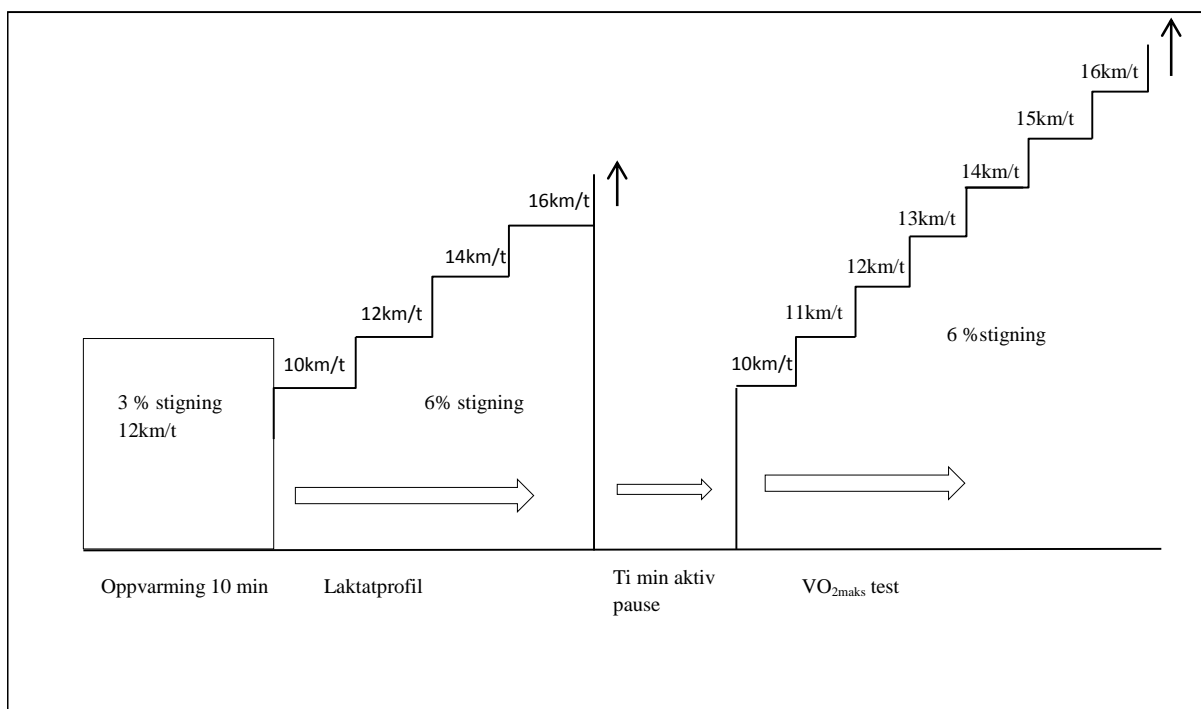 3 % stigning
12km/t
10km/t
12km/t
14km/t
16km/t
6% stigning
10km/t
11km/t
12km/t
13km/t
14km/t
15km/t
16km/t
6 %stigning
Oppvarming 10 min
Laktatprofil
Ti min aktiv
pause
VO2maks test